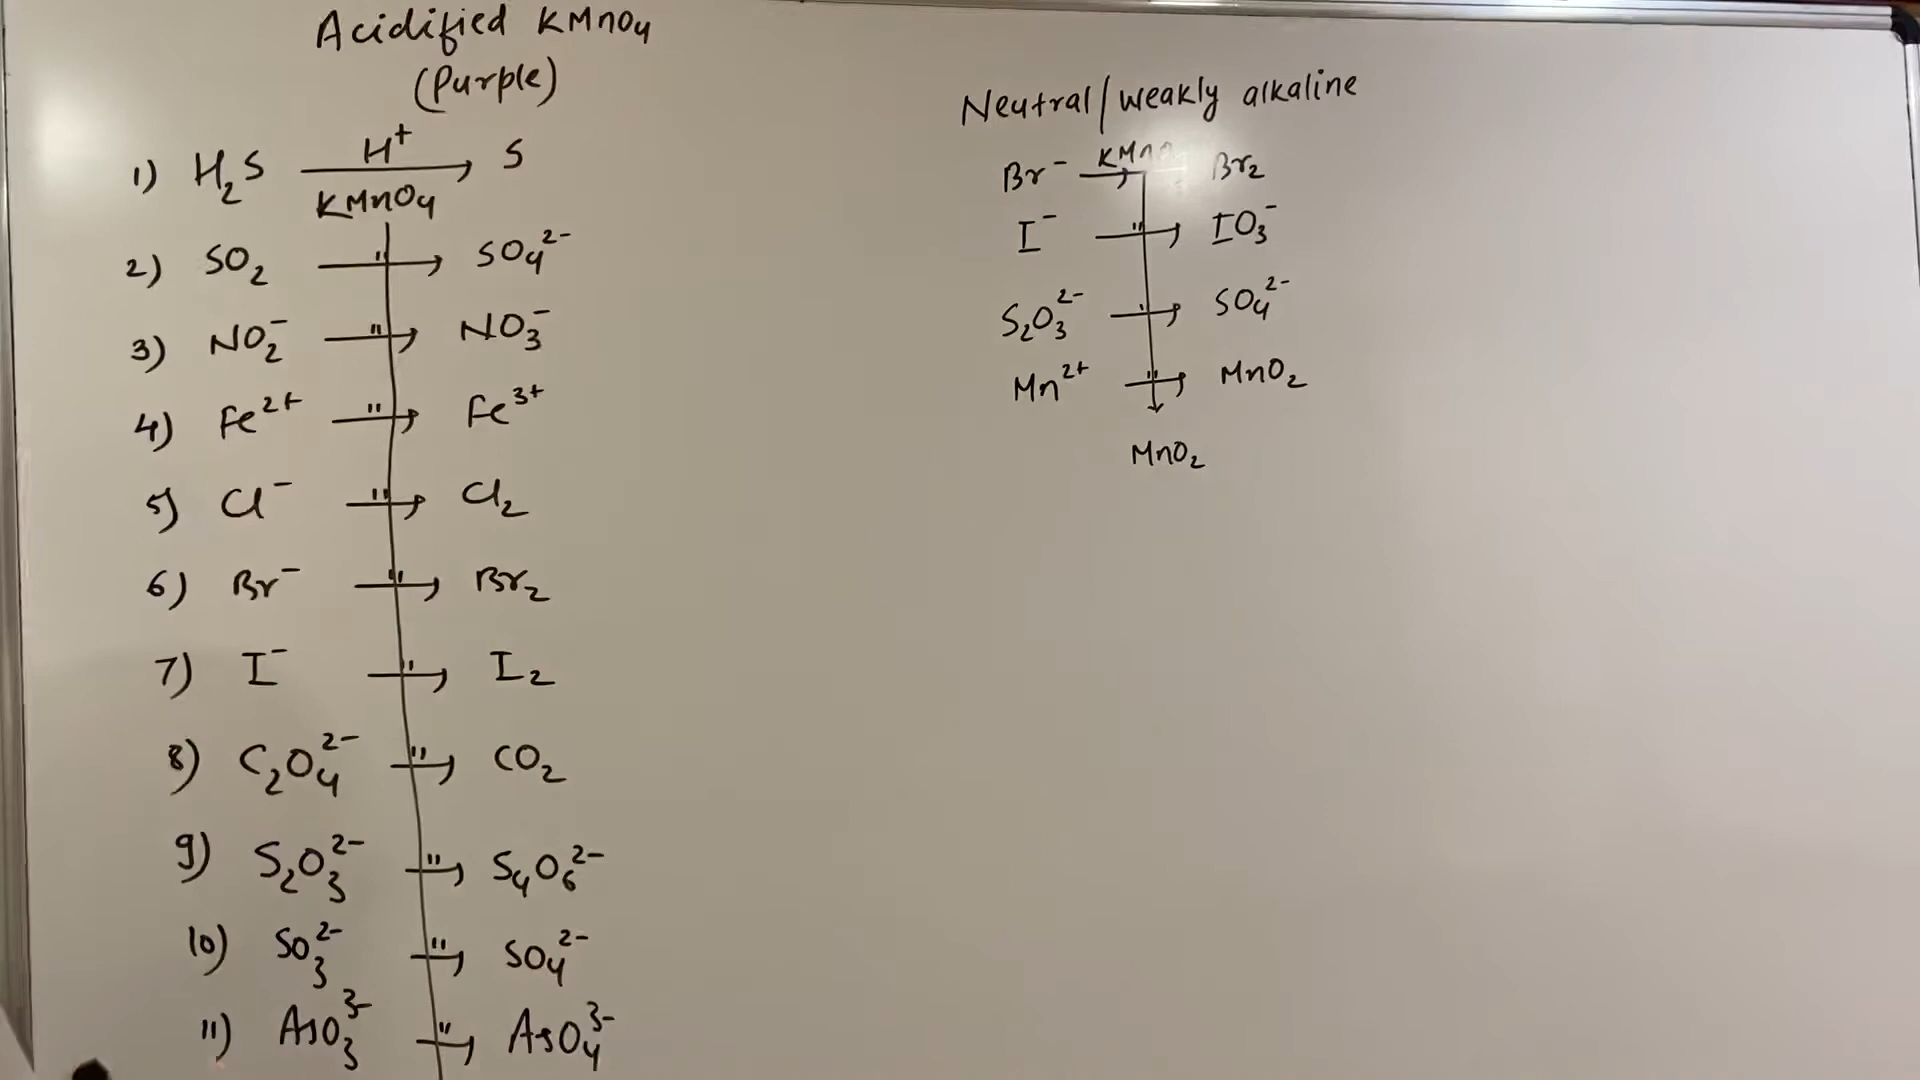 Acidified KMnO4
(Purple)
1) H2S H+ KMnO4 → S
2) SO2 —"→ SO4^2-
3) NO2^- —"→ NO3^-
4) Fe^2+ —"→ Fe^3+
5) Cl^- —"→ Cl2
6) Br^- —"→ Br2
7) I^- —"→ I2
8) C2O4^2- —"→ CO2
9) S2O3^2- —"→ S4O6^2-
10) SO3^2- —"→ SO4^2-
11) AsO3^3- —"→ AsO4^3-
Neutral/weakly alkaline
Br^- → Br2
I^- —"→ IO3^-
S2O3^2- —"→ SO4^2-
Mn^2+ —"→ MnO2
MnO2